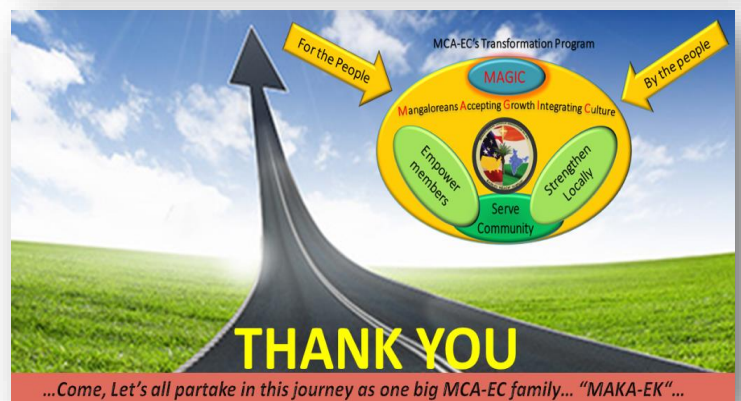 For the People
MCA-EC's Transformation Program
By the people
MAGIC
Mangaloreans Accepting Growth Integrating Culture
Empower
members
Strengthen
Locally
Serve
Community
THANK YOU
...Come, Let's all partake in this journey as one big MCA-EC family... “MAKA-EK“...